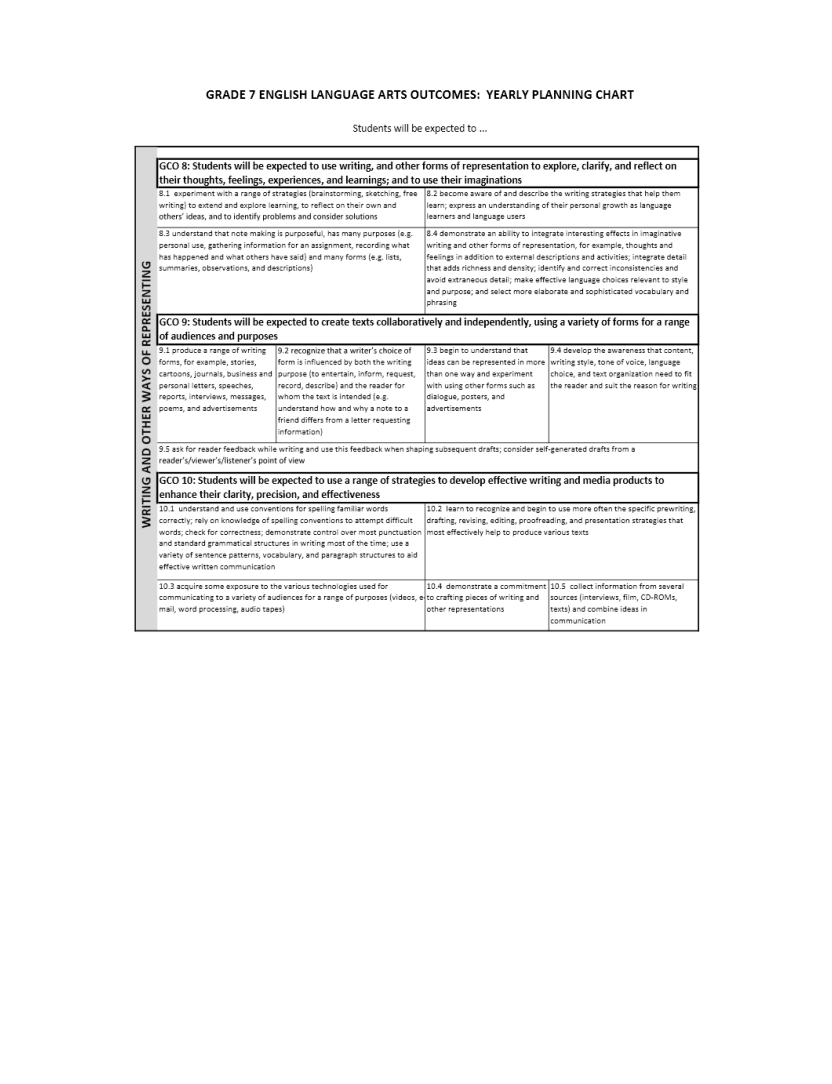 GRADE 7 ENGLISH LANGUAGE ARTS OUTCOMES: YEARLY PLANNING CHART
Students will be expected to ...
WRITING AND OTHER WAYS OF REPRESENTING
GCO 8: Students will be expected to use writing, and other forms of representation to explore, clarify, and reflect on
their thoughts, feelings, experiences, and learnings; and to use their imaginations
8.1 experiment with a range of strategies (brainstorming, sketching, free
writing) to extend and explore learning, to reflect on their own and
others' ideas, and to identify problems and consider solutions
8.2 become aware of and describe the writing strategies that help them
learn; express an understanding of their personal growth as language
learners and language users
8.3 understand that note making is purposeful, has many purposes (e.g.
personal use, gathering information for an assignment, recording what
has happened and what others have said) and many forms (e.g. lists,
summaries, observations, and descriptions)
8.4 demonstrate an ability to integrate interesting effects in imaginative
writing and other forms of representation, for example, thoughts and
feelings in addition to external descriptions and activities; integrate detail
that adds richness and density; identify and correct inconsistencies and
avoid extraneous detail; make effective language choices relevant to style
and purpose; and select more elaborate and sophisticated vocabulary and
phrasing
GCO 9: Students will be expected to create texts collaboratively and independently, using a variety of forms for a range
of audiences and purposes
9.1 produce a range of writing
forms, for example, stories,
cartoons, journals, business and
personal letters, speeches,
reports, interviews, messages,
poems, and advertisements
9.2 recognize that a writer's choice of
form is influenced by both the writing
purpose (to entertain, inform, request,
record, describe) and the reader for
whom the text is intended (e.g.
understand how and why a note to a
friend differs from a letter requesting
information)
9.3 begin to understand that
ideas can be represented in more
than one way and experiment
with using other forms such as
dialogue, posters, and
advertisements
9.4 develop the awareness that content,
writing style, tone of voice, language
choice, and text organization need to fit
the reader and suit the reason for writing
9.5 ask for reader feedback while writing and use this feedback when shaping subsequent drafts; consider self-generated drafts from a
reader's/viewer's/listener's point of view
GCO 10: Students will be expected to use a range of strategies to develop effective writing and media products to
enhance their clarity, precision, and effectiveness
10.1 understand and use conventions for spelling familiar words
correctly; rely on knowledge of spelling conventions to attempt difficult
words; check for correctness; demonstrate control over most punctuation
and standard grammatical structures in writing most of the time; use a
variety of sentence patterns, vocabulary, and paragraph structures to aid
effective written communication
10.2 learn to recognize and begin to use more often the specific prewriting,
drafting, revising, editing, proofreading, and presentation strategies that
most effectively help to produce various texts
10.3 acquire some exposure to the various technologies used for
communicating to a variety of audiences for a range of purposes (videos, e-
mail, word processing, audio tapes)
10.4 demonstrate a commitment
to crafting pieces of writing and
other representations
10.5 collect information from several
sources (interviews, film, CD-ROMs,
texts) and combine ideas in
communication